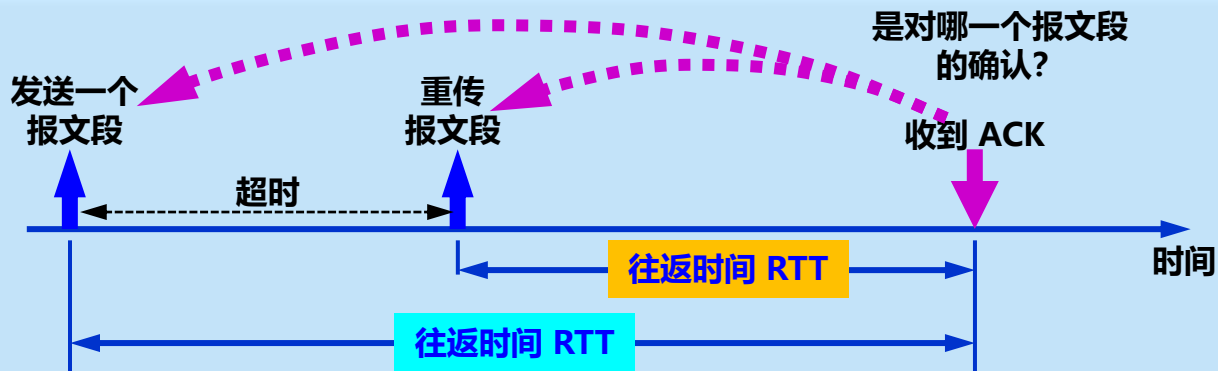 是对哪一个报文段
的确认？
发送一个
报文段
重传
报文段
收到 ACK
超时
时间
往返时间 RTT
往返时间 RTT